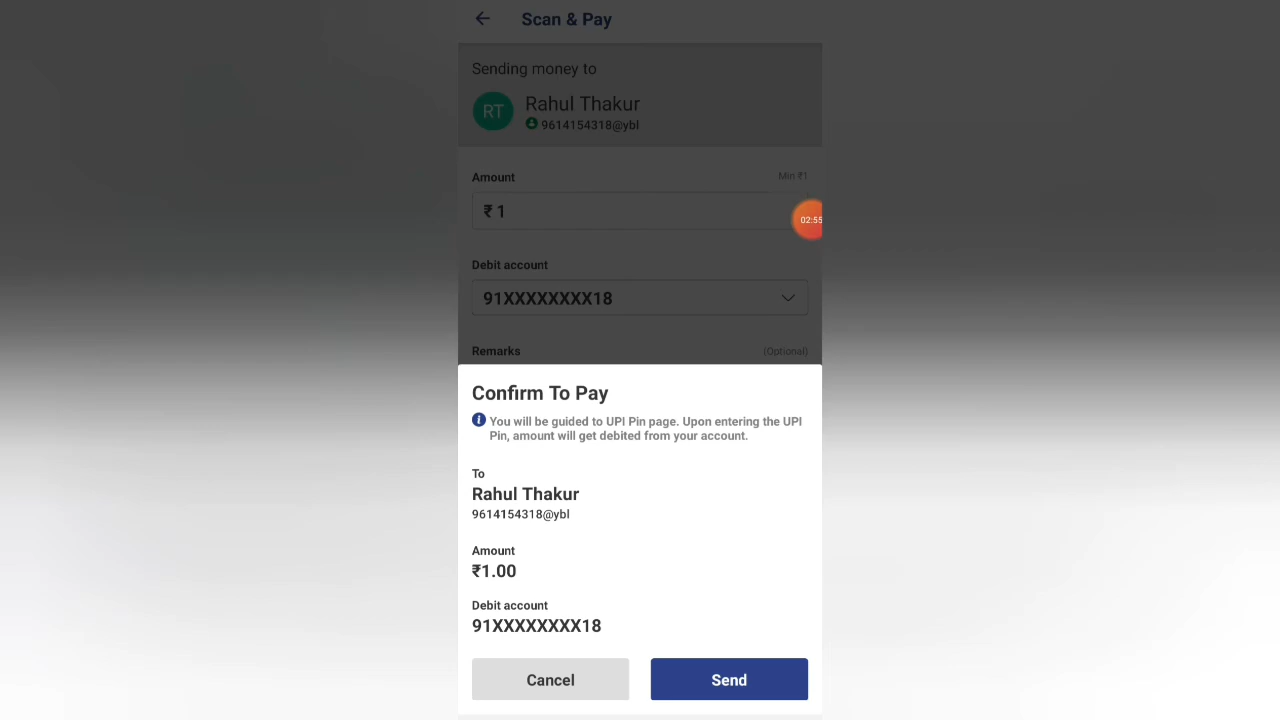 Scan & Pay
Sending money to
RT
Rahul Thakur
9614154318@ybl
Amount
Min ₹1
₹ 1
02:55
Debit account
91XXXXXXXX18
Remarks
(Optional)
Confirm To Pay
You will be guided to UPI Pin page. Upon entering the UPI
Pin, amount will get debited from your account.
To
Rahul Thakur
9614154318@ybl
Amount
₹1.00
Debit account
91XXXXXXXX18
Cancel
Send